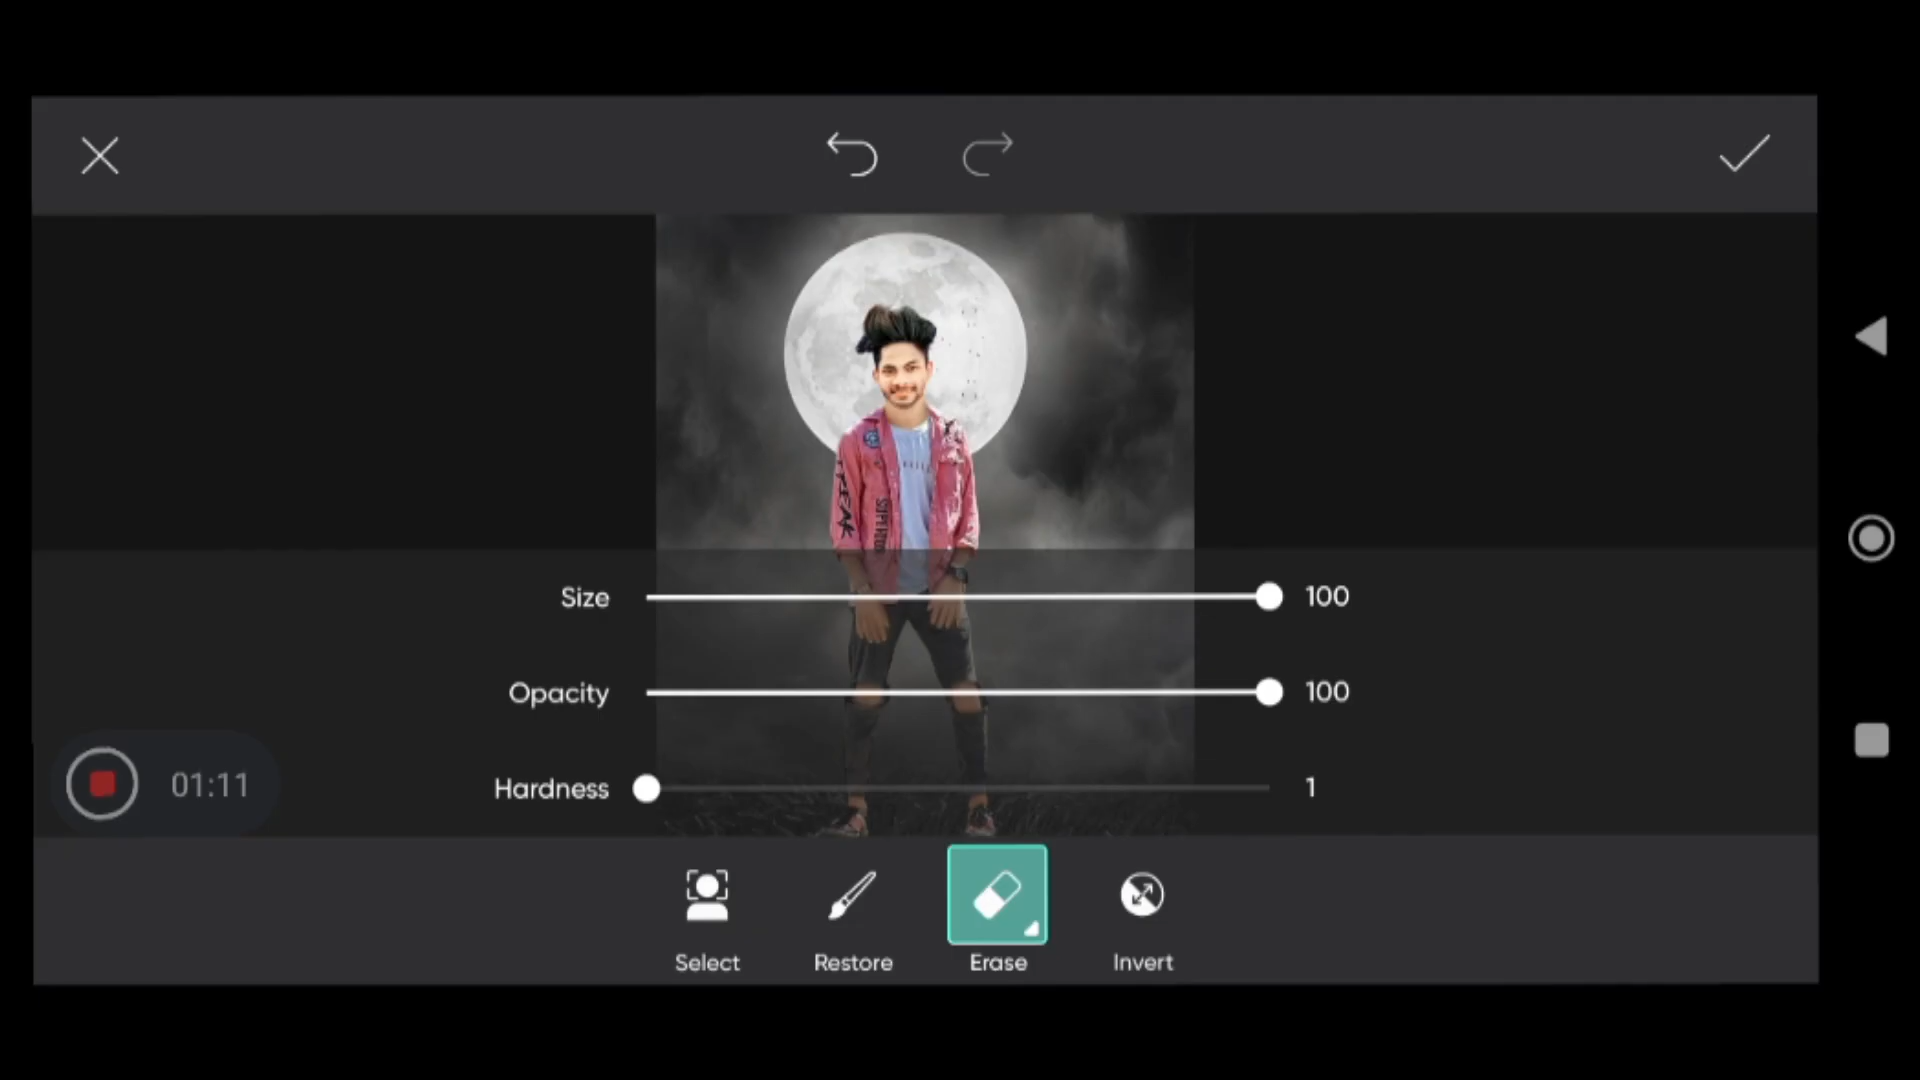 Size 100
Opacity 100
Hardness 1
01:11
Select Restore Erase Invert